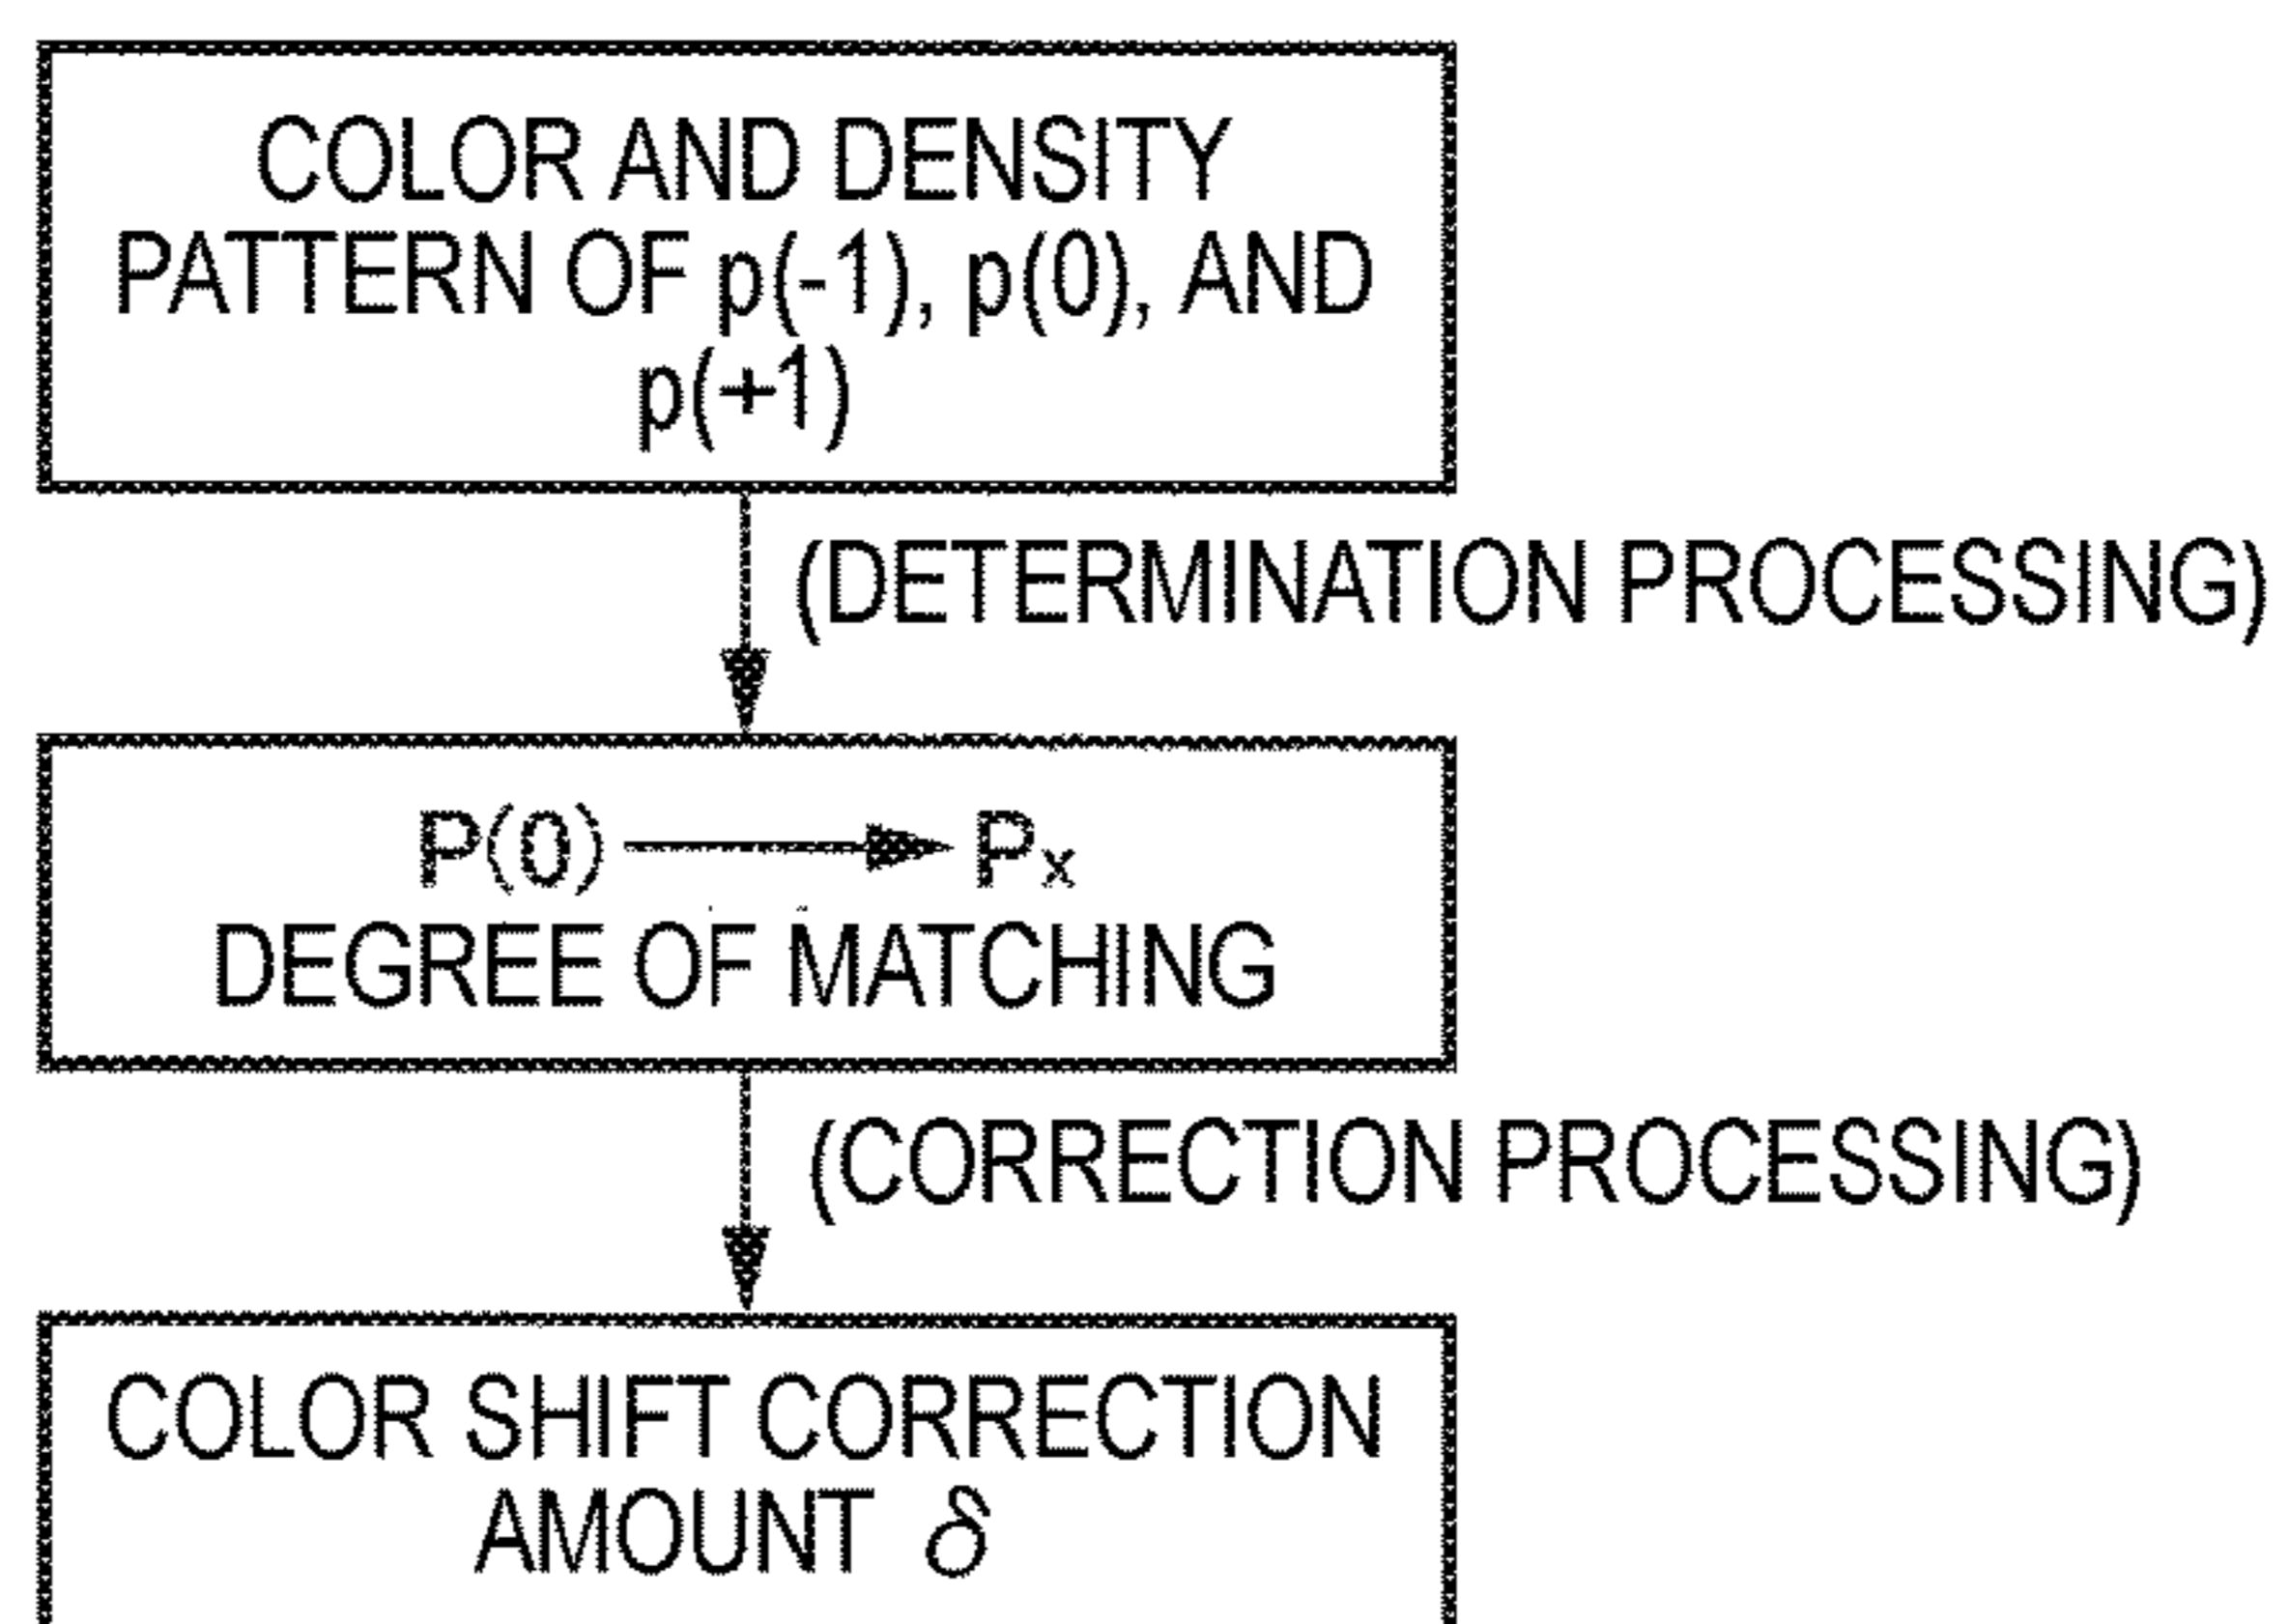 COLOR AND DENSITY
PATTERN OF p(-1), p(0), AND
p(+1)
(DETERMINATION PROCESSING)
P(0) → Px
DEGREE OF MATCHING
(CORRECTION PROCESSING)
COLOR SHIFT CORRECTION
AMOUNT δ